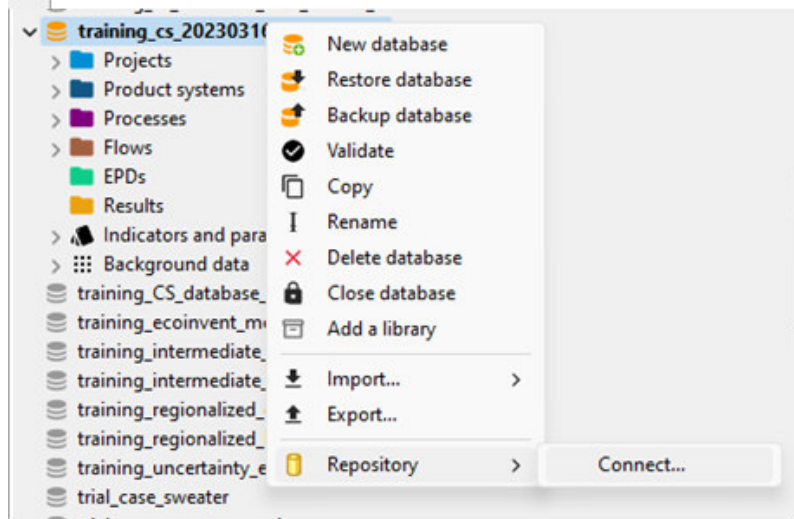 training_cs_20230316
Projects
Product systems
Processes
Flows
EPDs
Results
Indicators and para
Background data
training_CS_database_
training_ecoinvent_m
training_intermediate_
training_intermediate_
training_regionalized_
training_regionalized_
training_uncertainty_e
trial_case_sweater
New database
Restore database
Backup database
Validate
Copy
Rename
Delete database
Close database
Add a library
Import...
Export...
Repository
Connect...